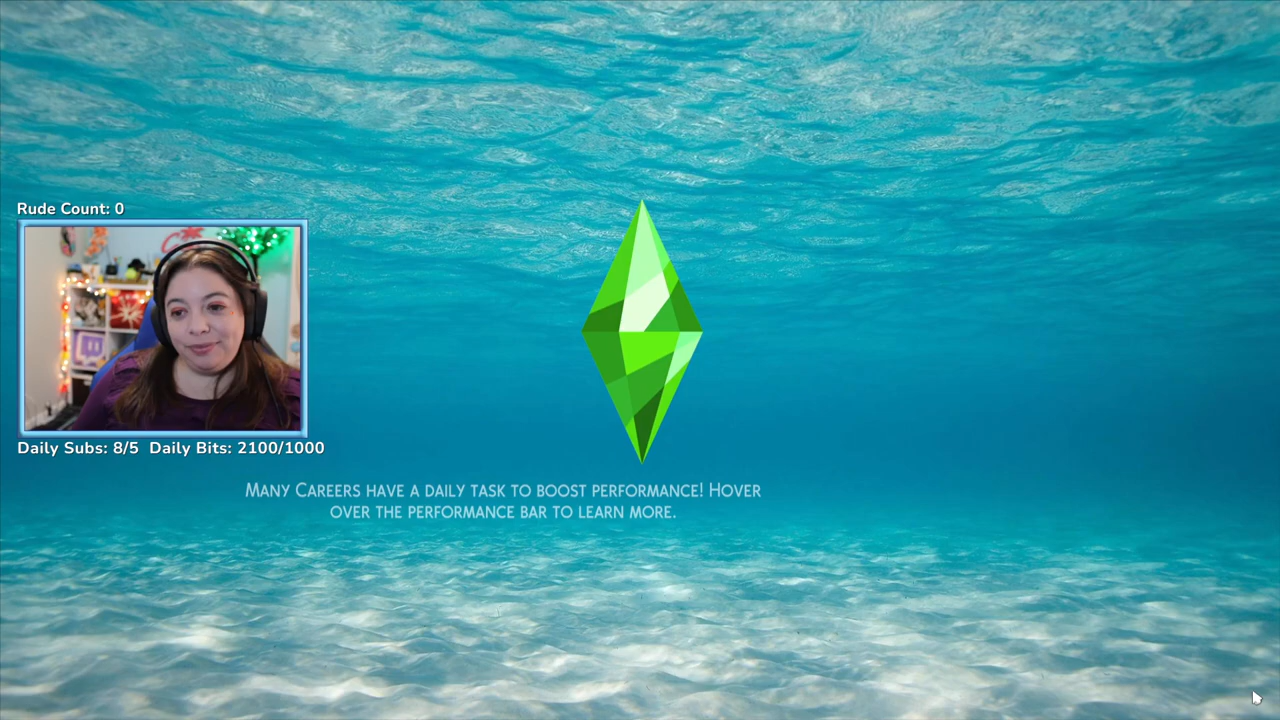 Rude Count: 0
Daily Subs: 8/5 Daily Bits: 2100/1000
Many Careers have a daily task to boost performance! Hover
over the performance bar to learn more.